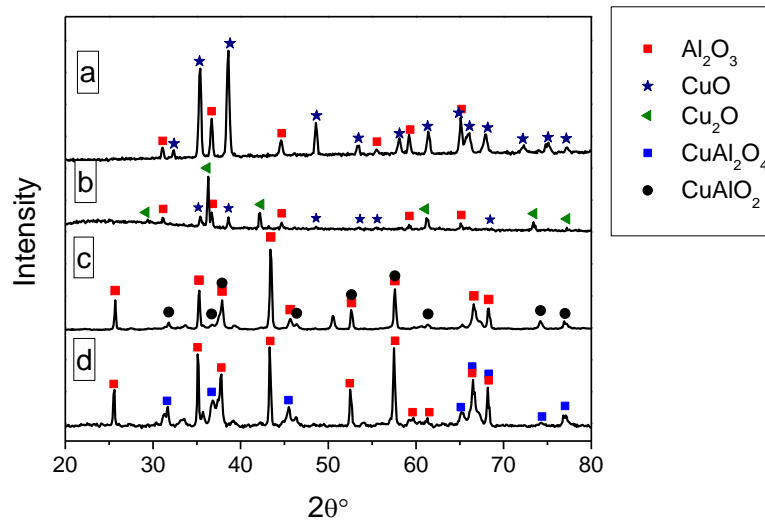 a
b
c
d
Intensity
20 30 40 50 60 70 80
2θ°
Al₂O₃
CuO
Cu₂O
CuAl₂O₄
CuAlO₂